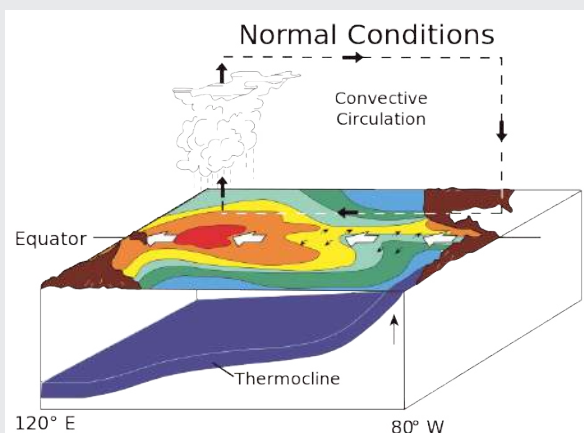 Normal Conditions
Convective
Circulation
Equator
Thermocline
120° E
80° W